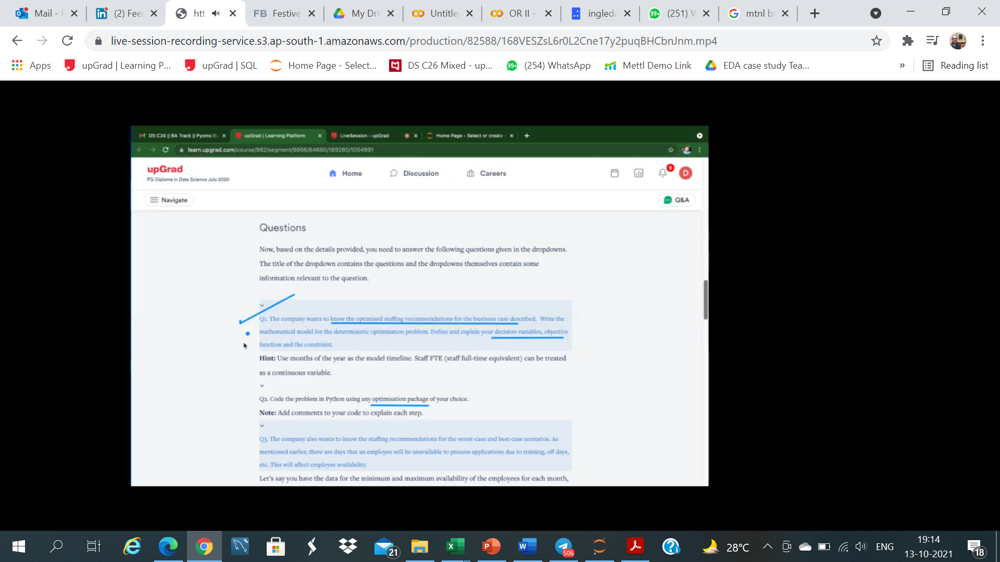 Mail - H
(2) Fee
htt
FB Festive
My Dri
Untitle
OR II -
ingleda
99+ (251) W
mtnl b
live-session-recording-service.s3.ap-south-1.amazonaws.com/production/82588/168VESZsL6r0L2Cne17y2puqBHCbnJnm.mp4
Apps
upGrad | Learning P...
upGrad | SQL
Home Page - Select...
DS C26 Mixed - up...
99+ (254) WhatsApp
Mettl Demo Link
EDA case study Tea...
»
Reading list
DS C24 || BA Track || Pyomo B
upGrad | Learning Platform
LiveSession - upGrad
Home Page - Select or create
learn.upgrad.com/course/982/segment/9866/64660/189280/1004991
upGrad
PG Diploma in Data Science July 2020
Home
Discussion
Careers
9
D
Navigate
Q&A
Questions
Now, based on the details provided, you need to answer the following questions given in the dropdowns.
The title of the dropdown contains the questions and the dropdowns themselves contain some
information relevant to the question.
Q1. The company wants to know the optimised staffing recommendations for the business case described. Write the
mathematical model for the deterministic optimisation problem. Define and explain your decision variables, objective
function and the constraint.
Hint: Use months of the year as the model timeline. Staff FTE (staff full-time equivalent) can be treated
as a continuous variable.
Q2. Code the problem in Python using any optimisation package of your choice.
Note: Add comments to your code to explain each step.
Q3. The company also wants to know the staffing recommendations for the worst-case and best-case scenarios. As
mentioned earlier, there are days that an employee will be unavailable to process applications due to training, off days,
etc. This will affect employee availability.
Let's say you have the data for the minimum and maximum availability of the employees for each month,
21
506
28°C
ENG
19:14
13-10-2021
18